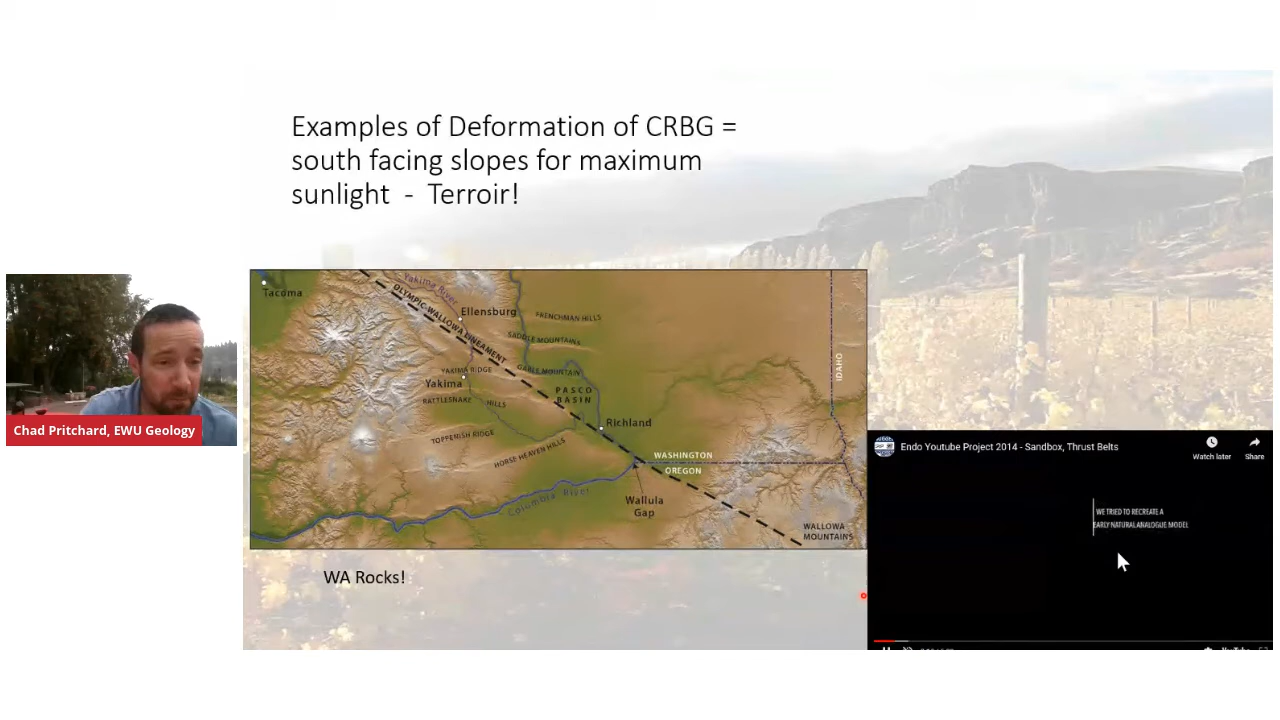 Examples of Deformation of CRBG =
south facing slopes for maximum
sunlight - Terroir!
Tacoma
Yakima River
OLYMPIC-WALLOWA LINEAMENT
Ellensburg
FRENCHMAN HILLS
SADDLE MOUNTAINS
GABLE MOUNTAIN
YAKIMA RIDGE
Yakima
PASCO
BASIN
RATTLESNAKE HILLS
Richland
TOPPENISH RIDGE
HORSE HEAVEN HILLS
IDAHO
WASHINGTON
OREGON
Columbia River
Wallula
Gap
WALLOWA
MOUNTAINS
WA Rocks!
Chad Pritchard, EWU Geology
Endo Youtube Project 2014 - Sandbox, Thrust Belts
Watch later
Share
WE TRIED TO RECREATE A
EARLY NATURAL ANALOGUE MODEL
YouTube